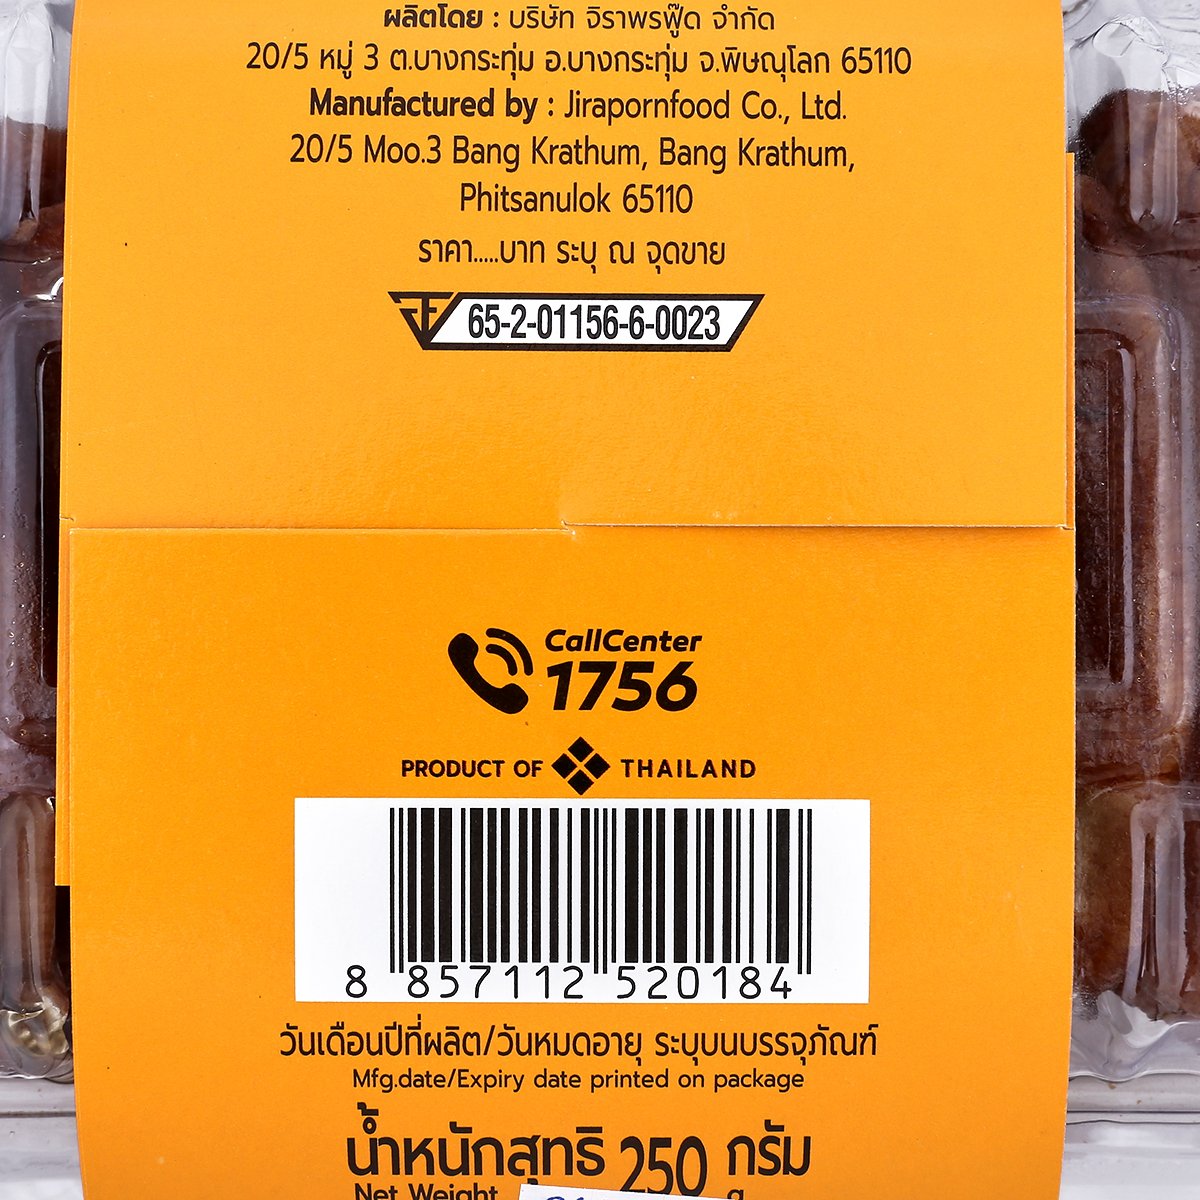 ผลิตโดย : บริษัท จิราพรฟู๊ด จำกัด
20/5 หมู่ 3 ต.บางกระทุ่ม อ.บางกระทุ่ม จ.พิษณุโลก 65110
Manufactured by : Jirapornfood Co., Ltd.
20/5 Moo.3 Bang Krathum, Bang Krathum,
Phitsanulok 65110
ราคา.....บาท ระบุ ณ จุดขาย
65-2-01156-6-0023
CallCenter
1756
PRODUCT OF THAILAND
8 857112 520184
วันเดือนปีที่ผลิต/วันหมดอายุ ระบุบนบรรจุภัณฑ์
Mfg.date/Expiry date printed on package
น้ำหนักสุทธิ 250 กรัม
Net Weight g